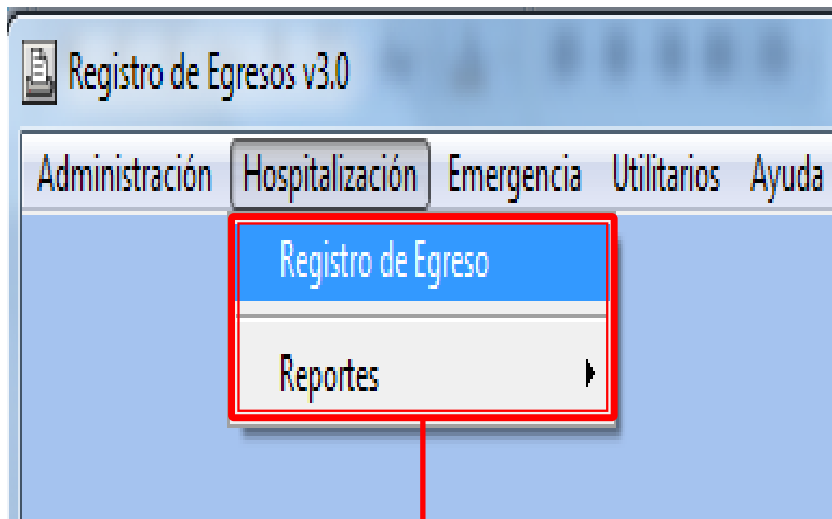 Registro de Egresos v3.0
Administración Hospitalización Emergencia Utilitarios Ayuda
Registro de Egreso
Reportes